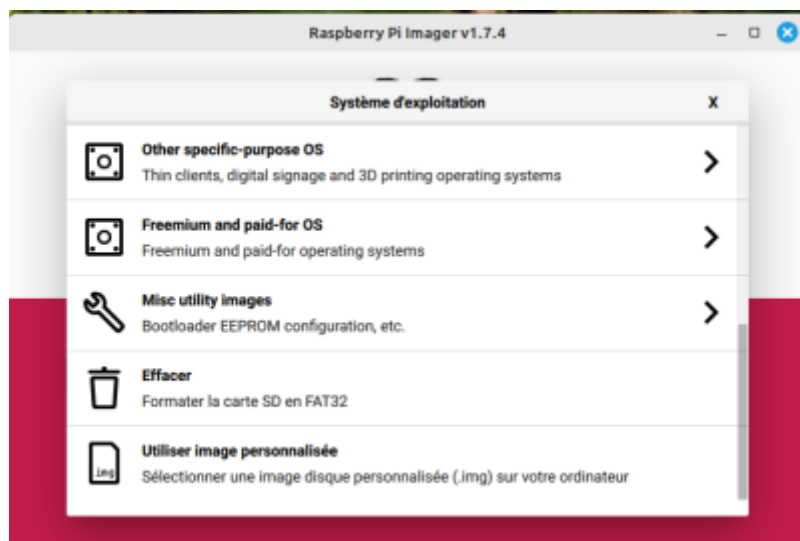 Raspberry Pi Imager v1.7.4
Système d'exploitation
X
Other specific-purpose OS
Thin clients, digital signage and 3D printing operating systems
Freemium and paid-for OS
Freemium and paid-for operating systems
Misc utility images
Bootloader EEPROM configuration, etc.
Effacer
Formater la carte SD en FAT32
Utiliser image personnalisée
.img
Sélectionner une image disque personnalisée (.img) sur votre ordinateur